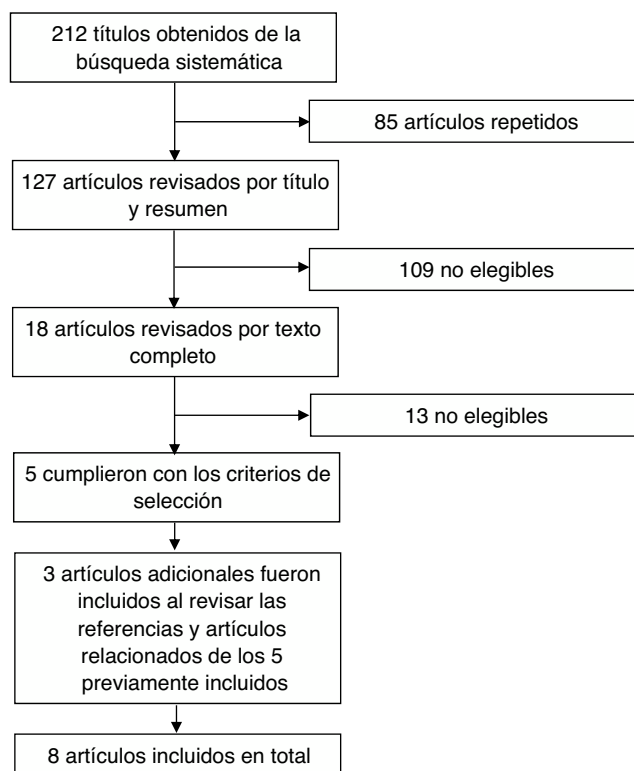 212 títulos obtenidos de la
búsqueda sistemática
85 artículos repetidos
127 artículos revisados por título
y resumen
109 no elegibles
18 artículos revisados por texto
completo
13 no elegibles
5 cumplieron con los criterios de
selección
3 artículos adicionales fueron
incluidos al revisar las
referencias y artículos
relacionados de los 5
previamente incluidos
8 artículos incluidos en total